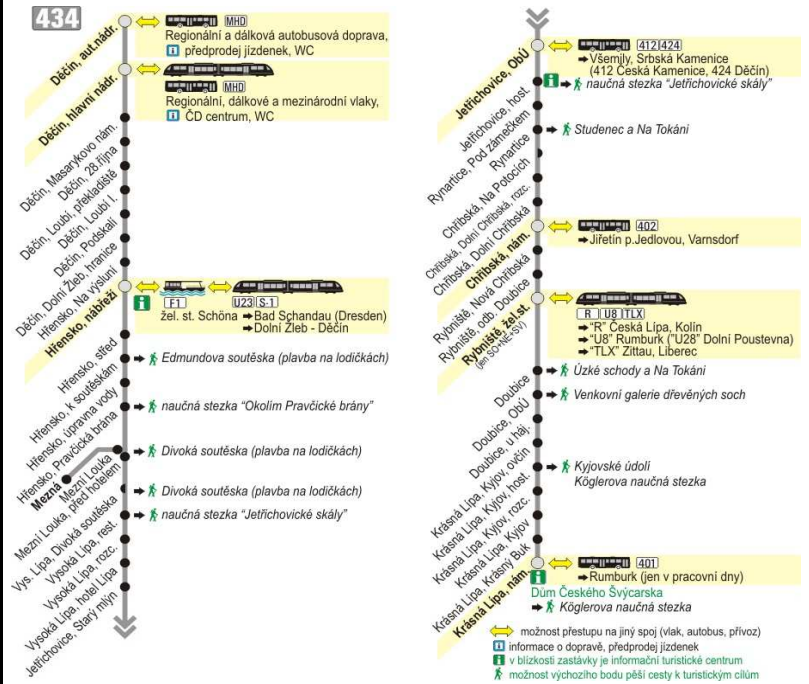 434
Děčín, aut.nádr.
MHD
Regionální a dálková autobusová doprava,
i předprodej jízdenek, WC
Děčín, hlavní nádr.
MHD
Regionální, dálkové a mezinárodní vlaky,
i ČD centrum, WC
Děčín, Masarykovo nám.
Děčín, 28.října
Děčín, Loubí, překladiště
Děčín, Loubí I.
Děčín, Podskalí
Děčín, Dolní Žleb, hranice
Hřensko, Na výsluní
Hřensko, nábřeží
i F1 U23 S-1
žel. st. Schöna ➡Bad Schandau (Dresden)
➡Dolní Žleb - Děčín
Hřensko, střed
➡ Edmundova soutěska (plavba na lodičkách)
Hřensko, k soutěskám
Hřensko, úpravna vody
➡ naučná stezka “Okolím Pravčické brány”
Hřensko, Pravčická brána
Mezná
Mezní Louka
➡ Divoká soutěska (plavba na lodičkách)
Mezní Louka, před hotelem
Vys. Lípa, Divoká soutěska
➡ Divoká soutěska (plavba na lodičkách)
Vysoká Lípa, rest.
➡ naučná stezka “Jetřichovické skály”
Vysoká Lípa, rozc.
Vysoká Lípa, hotel Lípa
Jetřichovice, Starý mlýn
Jetřichovice, ObÚ
412 424
➡Všemily, Srbská Kamenice
(412 Česká Kamenice, 424 Děčín)
i ➡ naučná stezka “Jetřichovické skály”
Jetřichovice, host.
Rynartice, Pod zámečkem
➡ Studenec a Na Tokáni
Rynartice
Chřibská, Na Potocích
Chřibská, Dolní Chřibská, rozc.
Chřibská, Dolní Chřibská
Chřibská, nám.
402
➡Jiřetín p.Jedlovou, Varnsdorf
Rybniště, Nová Chřibská
Rybniště, odb. Doubice
Rybniště, žel.st.
(jen SO+NE+SV)
R U8 TLX
➡“R” Česká Lípa, Kolín
➡“U8” Rumburk ("U28” Dolní Poustevna)
➡“TLX” Zittau, Liberec
Doubice
➡ Úzké schody a Na Tokáni
Doubice, ObÚ
➡ Venkovní galerie dřevěných soch
Doubice, u háj.
Krásná Lípa, Kyjov, ovčín
Krásná Lípa, Kyjov, host.
➡ Kyjovské údolí
Köglerova naučná stezka
Krásná Lípa, Kyjov, rozc.
Krásná Lípa, Kyjov
Krásná Lípa, Krásný Buk
Krásná Lípa, nám.
401
i ➡Rumburk (jen v pracovní dny)
Dům Českého Švýcarska
➡ Köglerova naučná stezka
možnost přestupu na jiný spoj (vlak, autobus, přívoz)
i informace o dopravě, předprodej jízdenek
i v blízkosti zastávky je informační turistické centrum
možnost výchozího bodu pěší cesty k turistickým cílům